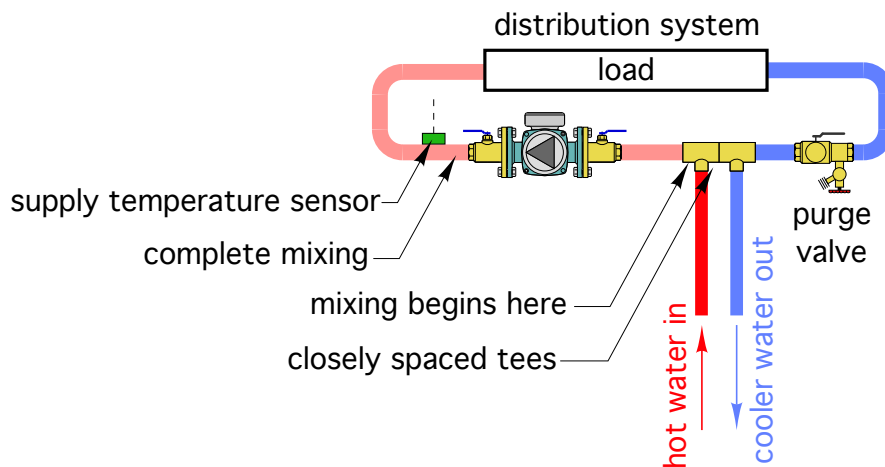 distribution system
load
supply temperature sensor
complete mixing
mixing begins here
closely spaced tees
hot water in
cooler water out
purge
valve